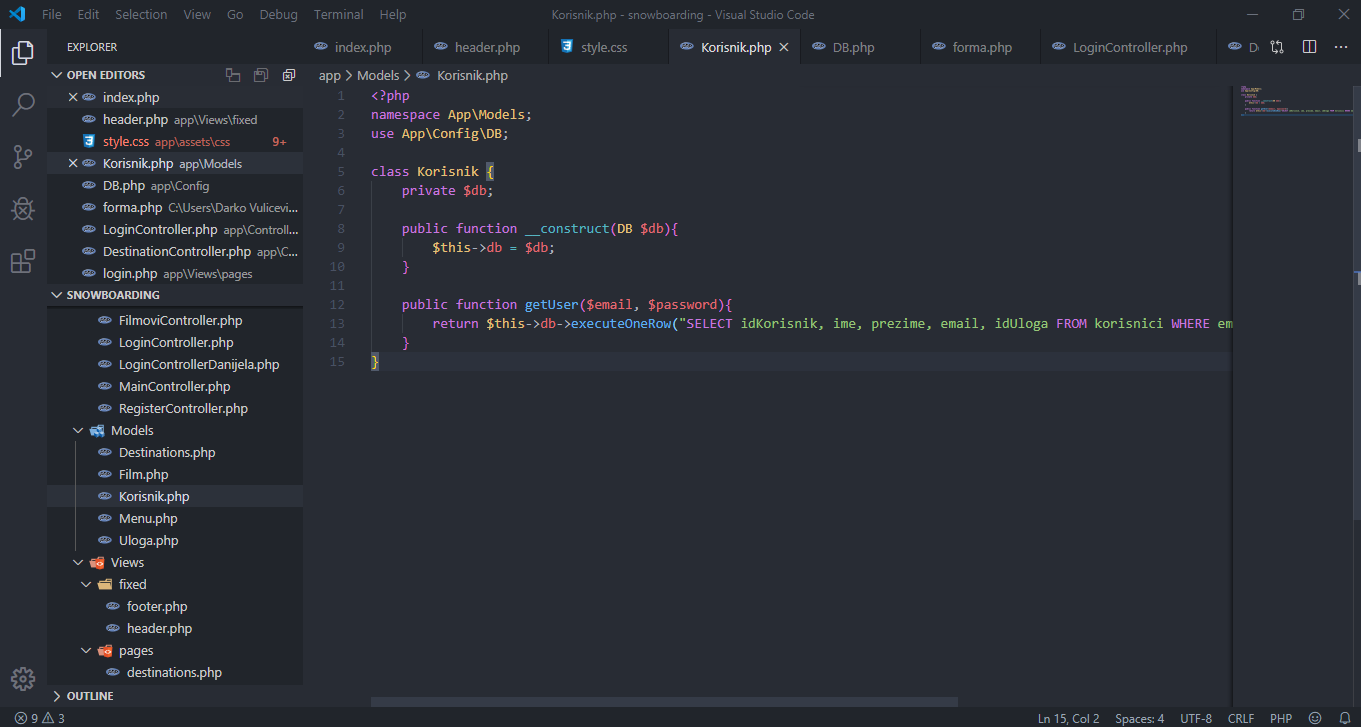 File Edit Selection View Go Debug Terminal Help Korisnik.php - snowboarding - Visual Studio Code
EXPLORER
OPEN EDITORS
index.php
header.php app\Views\fixed
style.css app\assets\css 9+
Korisnik.php app\Models
DB.php app\Config
forma.php C:\Users\Darko Vulicevi...
LoginController.php app\Controll...
DestinationController.php app\C...
login.php app\Views\pages
SNOWBOARDING
FilmoviController.php
LoginController.php
LoginControllerDanijela.php
MainController.php
RegisterController.php
Models
Destinations.php
Film.php
Korisnik.php
Menu.php
Uloga.php
Views
fixed
footer.php
header.php
pages
destinations.php
OUTLINE
index.php header.php style.css Korisnik.php DB.php forma.php LoginController.php
app > Models > Korisnik.php
1 <?php
2 namespace App\Models;
3 use App\Config\DB;
4
5 class Korisnik {
6 private $db;
7
8 public function __construct(DB $db){
9 $this->db = $db;
10 }
11
12 public function getUser($email, $password){
13 return $this->db->executeOneRow("SELECT idKorisnik, ime, prezime, email, idUloga FROM korisnici WHERE em
14 }
15 }
9 3 Ln 15, Col 2 Spaces: 4 UTF-8 CRLF PHP